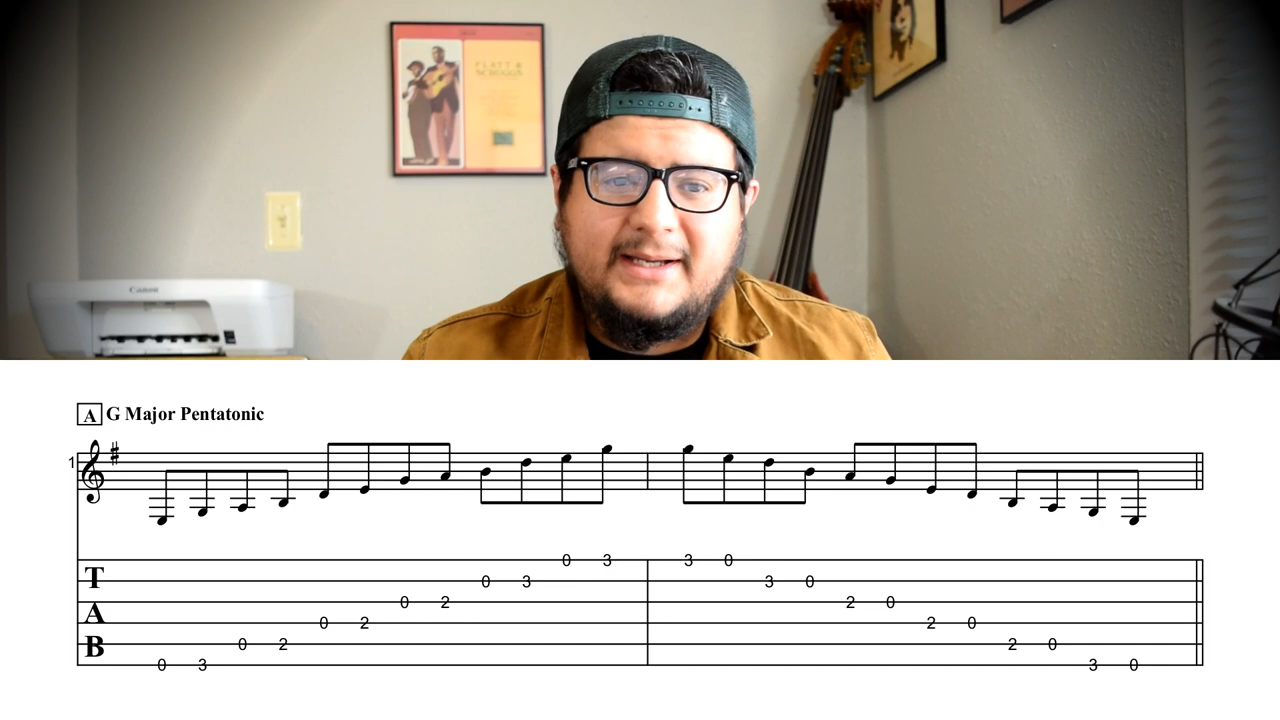 FLATT &
SCRUGGS
Canon
A G Major Pentatonic
1
T
A
B
0 3 3 0
0 3 3 0
0 2 2 0
0 2 2 0
0 2 2 0
0 3 3 0